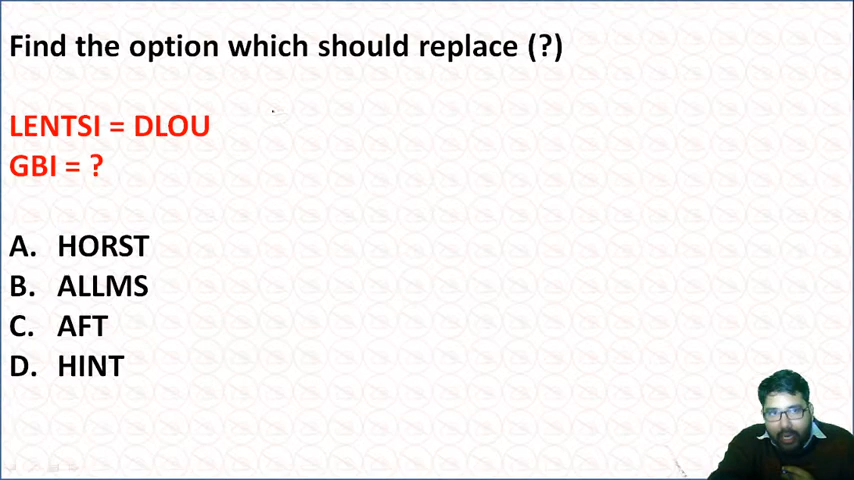 Find the option which should replace (?)
LENTSI = DLOU
GBI = ?
A. HORST
B. ALLMS
C. AFT
D. HINT